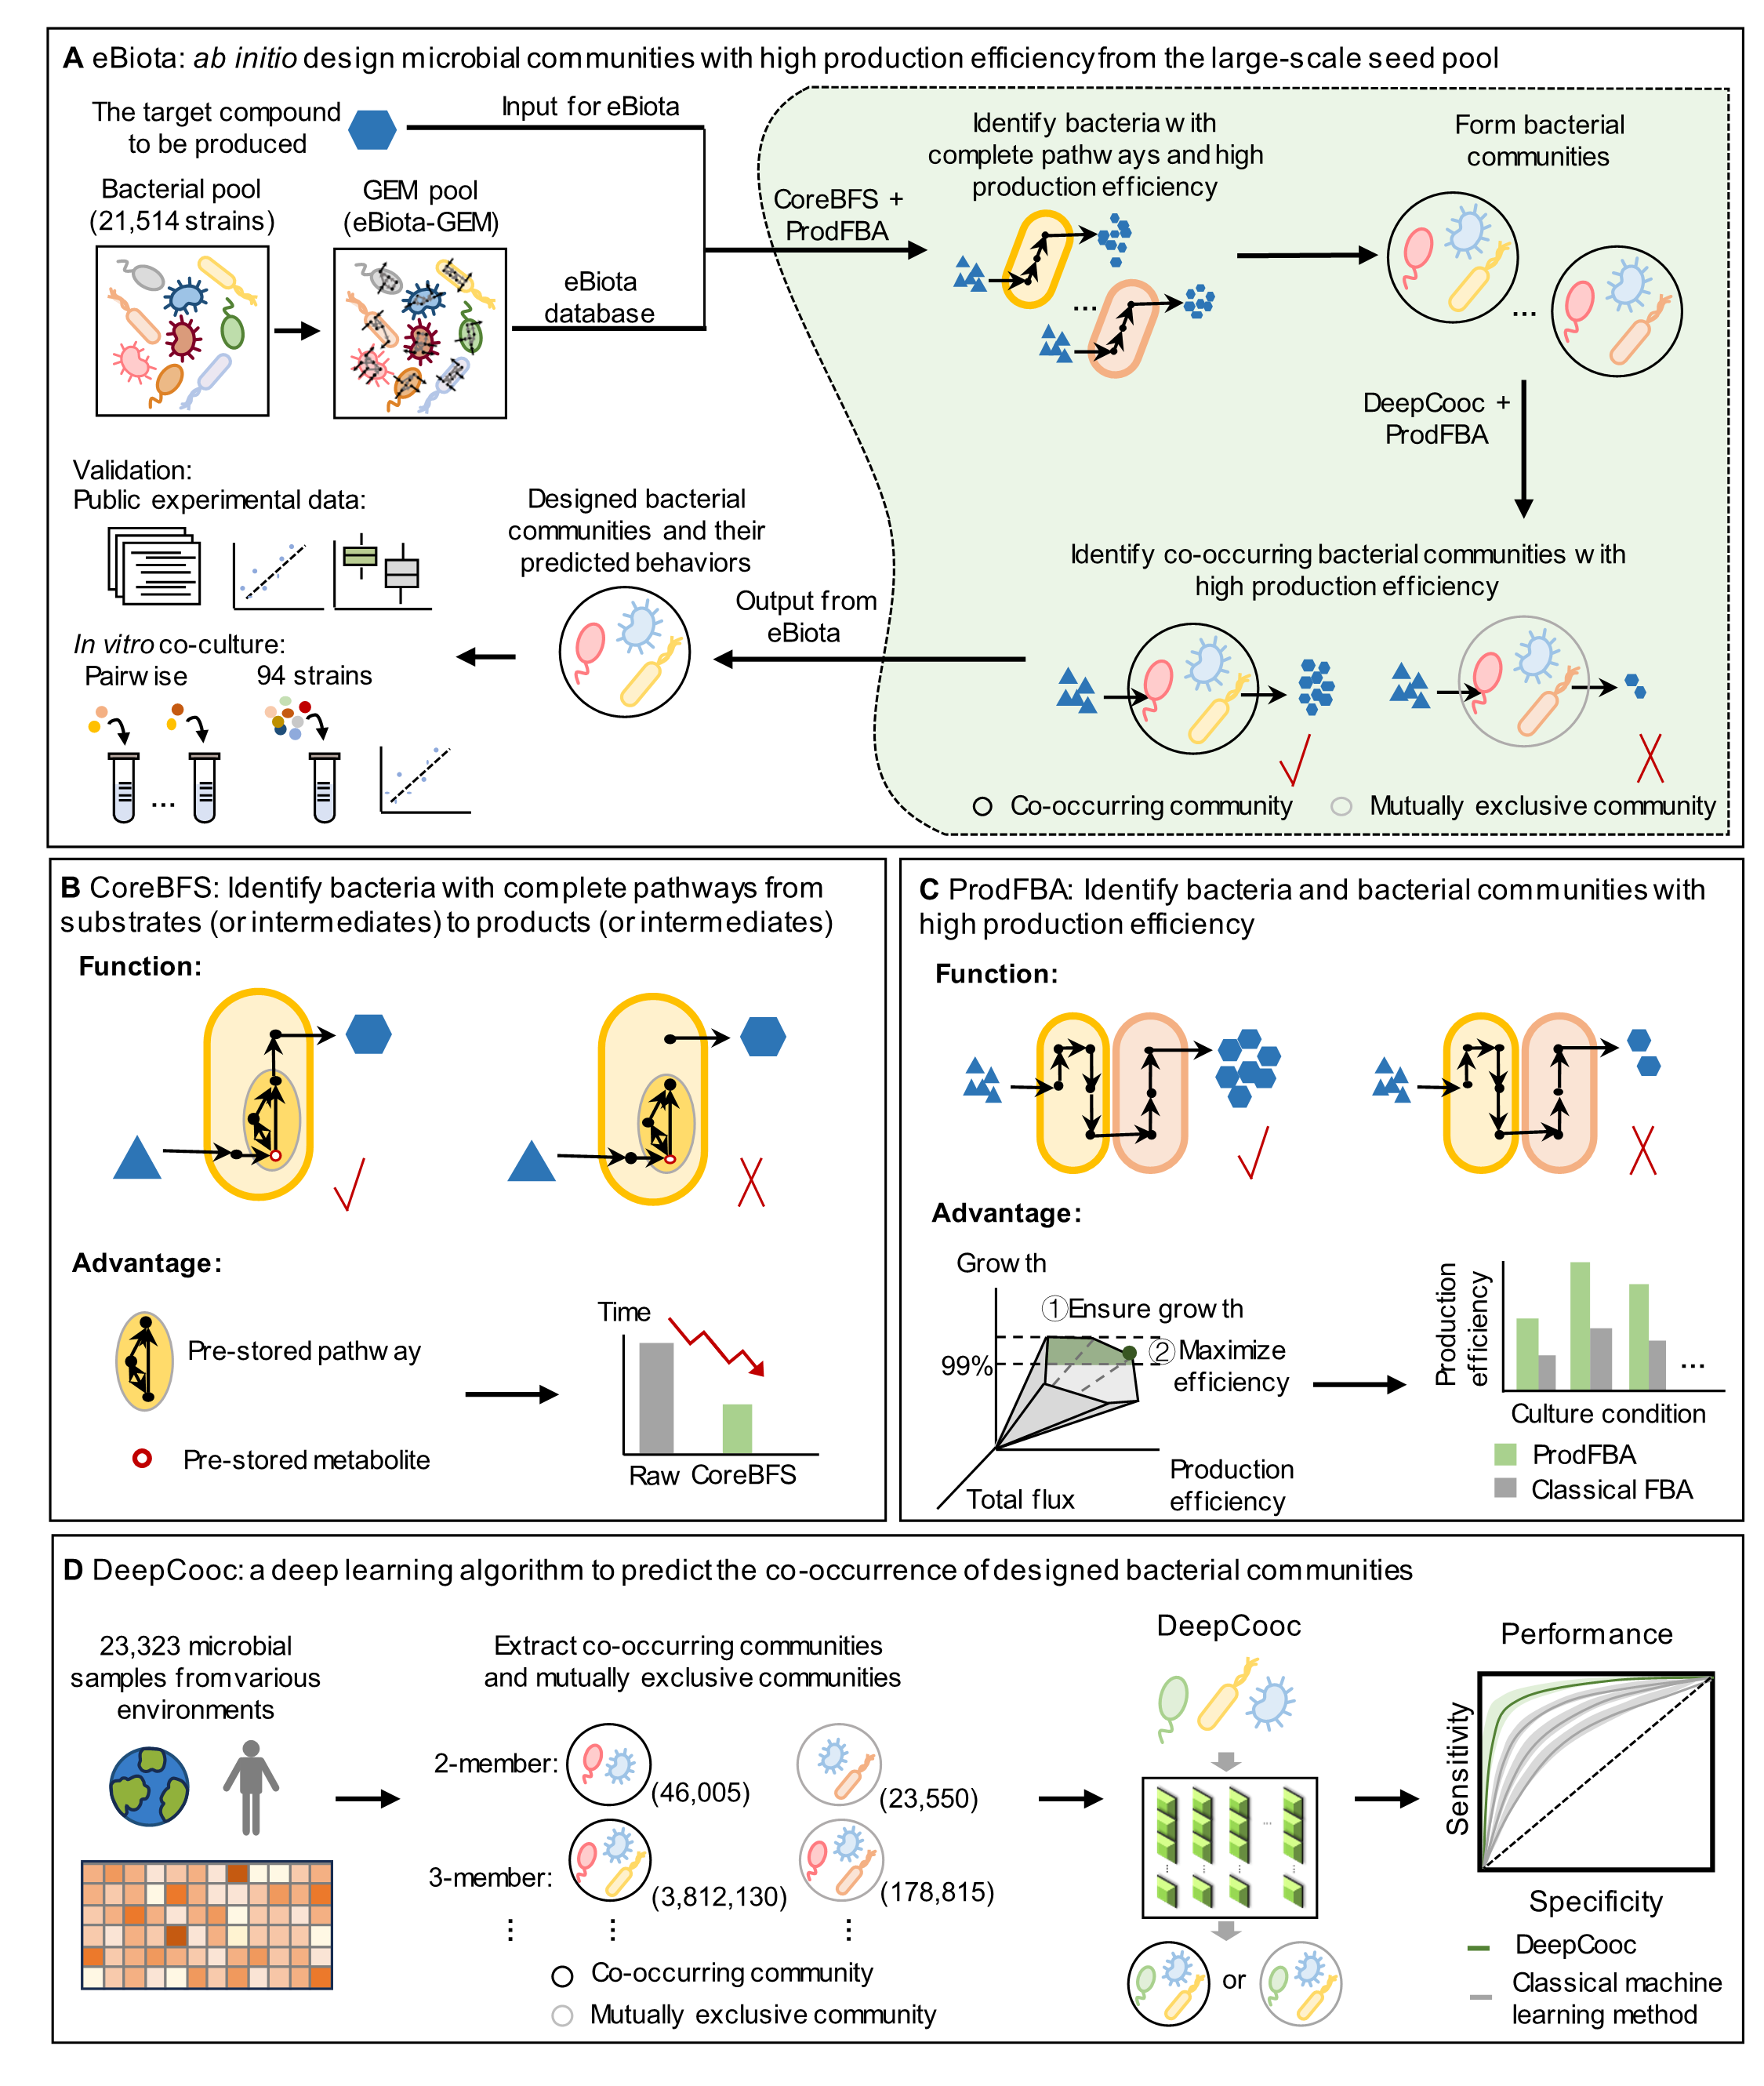 A eBiota: ab initio design microbial communities with high production efficiency from the large-scale seed pool
The target compound
to be produced
Input for eBiota
Bacterial pool
(21,514 strains)
GEM pool
(eBiota-GEM)
eBiota
database
CoreBFS +
ProdFBA
Identify bacteria with
complete pathways and high
production efficiency
...
Form bacterial
communities
...
DeepCooc +
ProdFBA
Identify co-occurring bacterial communities with
high production efficiency
Co-occurring community
Mutually exclusive community
Output from
eBiota
Designed bacterial
communities and their
predicted behaviors
Validation:
Public experimental data:
In vitro co-culture:
Pairwise
94 strains
...
B CoreBFS: Identify bacteria with complete pathways from
substrates (or intermediates) to products (or intermediates)
Function:
Advantage:
Pre-stored pathway
Pre-stored metabolite
Time
Raw
CoreBFS
C ProdFBA: Identify bacteria and bacterial communities with
high production efficiency
Function:
Advantage:
Growth
①Ensure growth
②Maximize
efficiency
99%
Production
efficiency
Total flux
Production
efficiency
...
Culture condition
ProdFBA
Classical FBA
D DeepCooc: a deep learning algorithm to predict the co-occurrence of designed bacterial communities
23,323 microbial
samples from various
environments
Extract co-occurring communities
and mutually exclusive communities
2-member:
(46,005)
(23,550)
3-member:
(3,812,130)
(178,815)
Co-occurring community
Mutually exclusive community
DeepCooc
...
or
Performance
Sensitivity
Specificity
DeepCooc
Classical machine
learning method